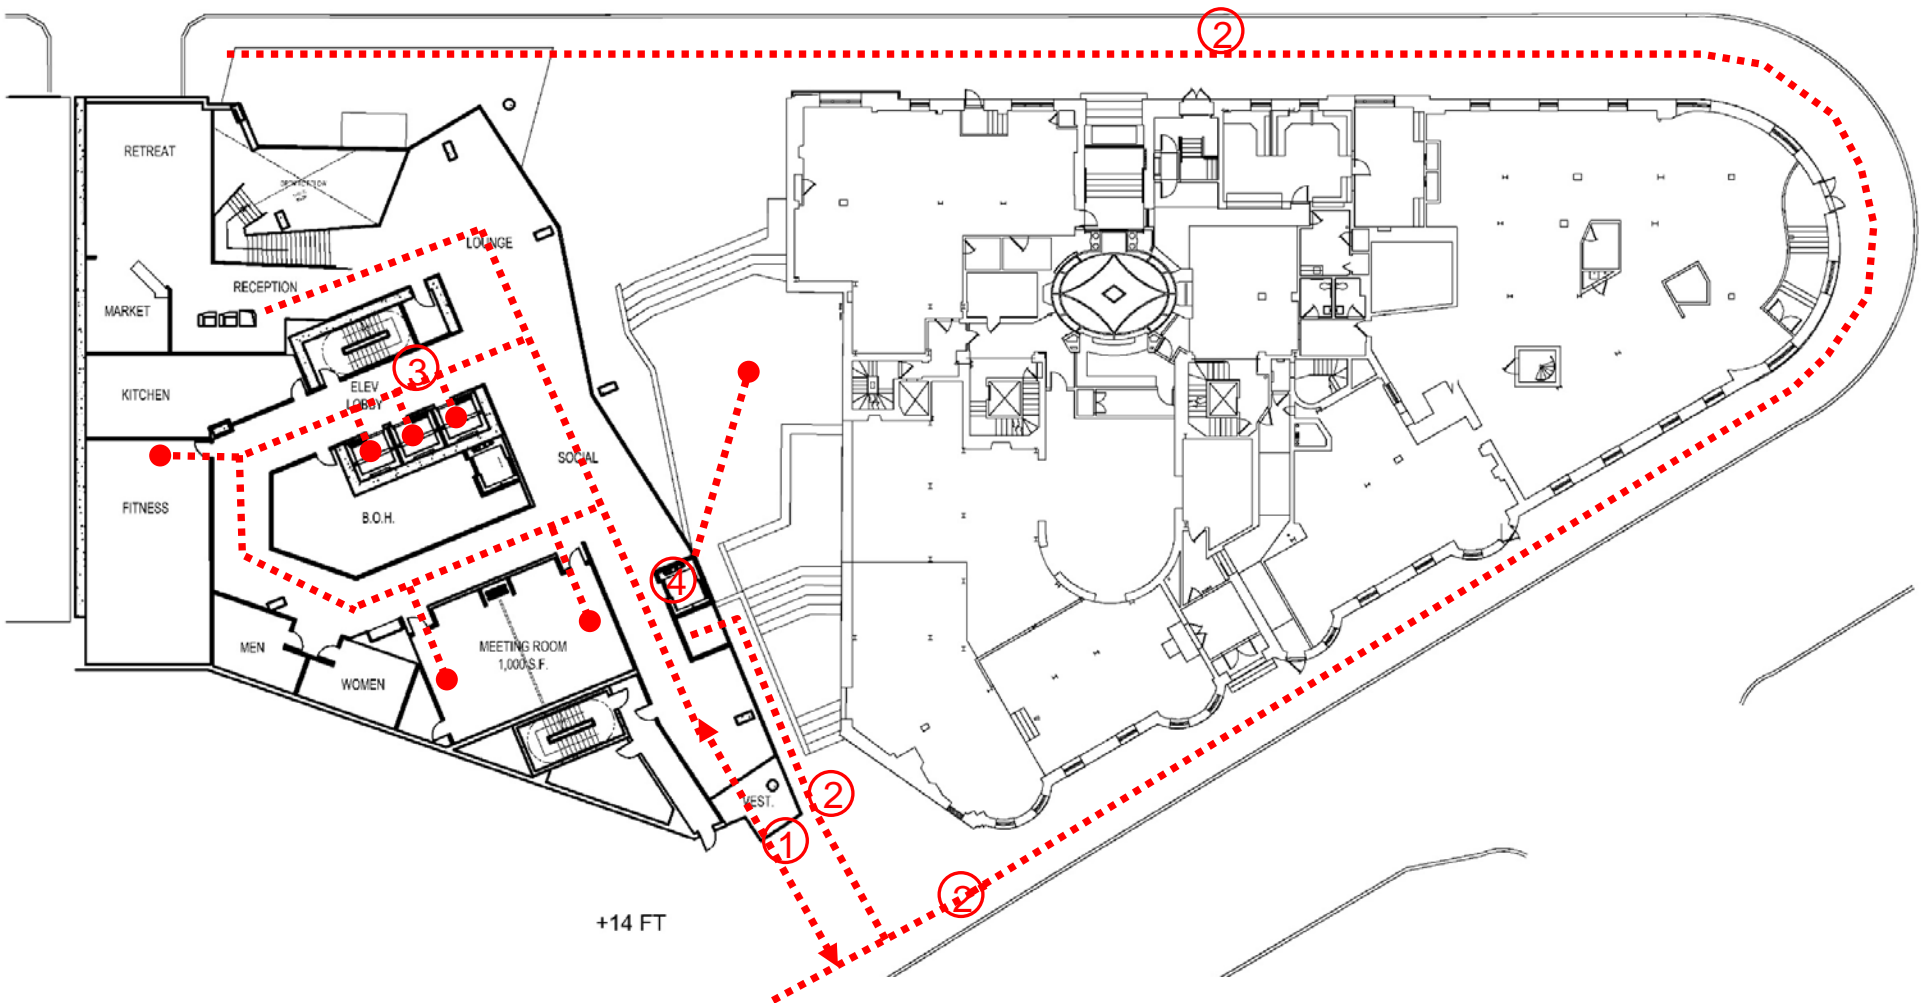 2
RETREAT
LOUNGE
RECEPTION
MARKET
3
ELEV
LOBBY
KITCHEN
SOCIAL
FITNESS
B.O.H.
4
MEETING ROOM
1,000 S.F.
MEN
WOMEN
2
VEST.
1
2
+14 FT